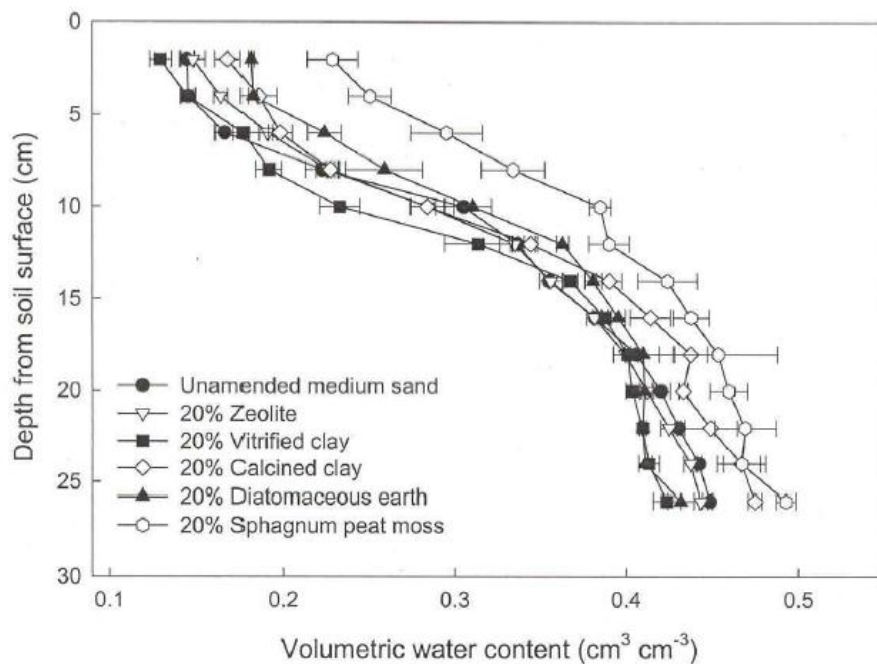 0
5
10
15
20
25
30
Depth from soil surface (cm)
Unamended medium sand
20% Zeolite
20% Vitrified clay
20% Calcined clay
20% Diatomaceous earth
20% Sphagnum peat moss
0.1 0.2 0.3 0.4 0.5
Volumetric water content (cm³ cm⁻³)